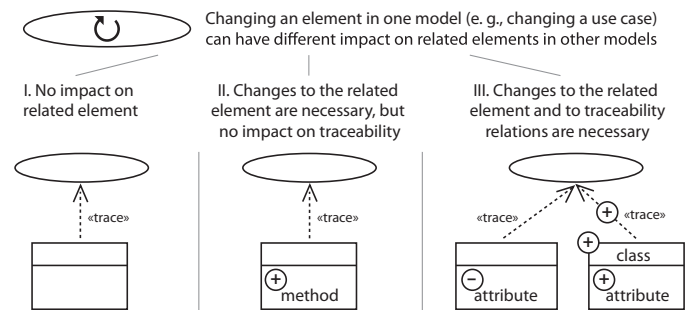 Changing an element in one model (e. g., changing a use case)
can have different impact on related elements in other models
I. No impact on
related element
II. Changes to the related
element are necessary, but
no impact on traceability
III. Changes to the related
element and to traceability
relations are necessary
«trace»
«trace»
«trace»
+
«trace»
+
class
+
method
−
attribute
+
attribute